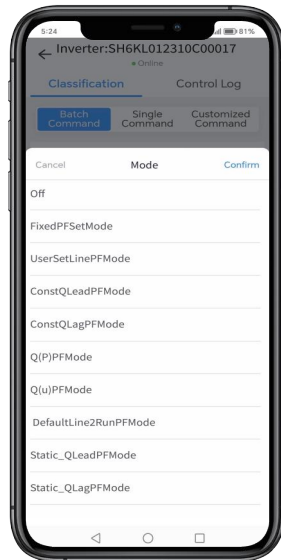 5:24
81%
Inverter:SH6KL012310C00017
Online
Classification Control Log
Batch Command Single Command Customized Command
Cancel Mode Confirm
Off
FixedPFSetMode
UserSetLinePFMode
ConstQLeadPFMode
ConstQLagPFMode
Q(P)PFMode
Q(u)PFMode
DefaultLine2RunPFMode
Static_QLeadPFMode
Static_QLagPFMode